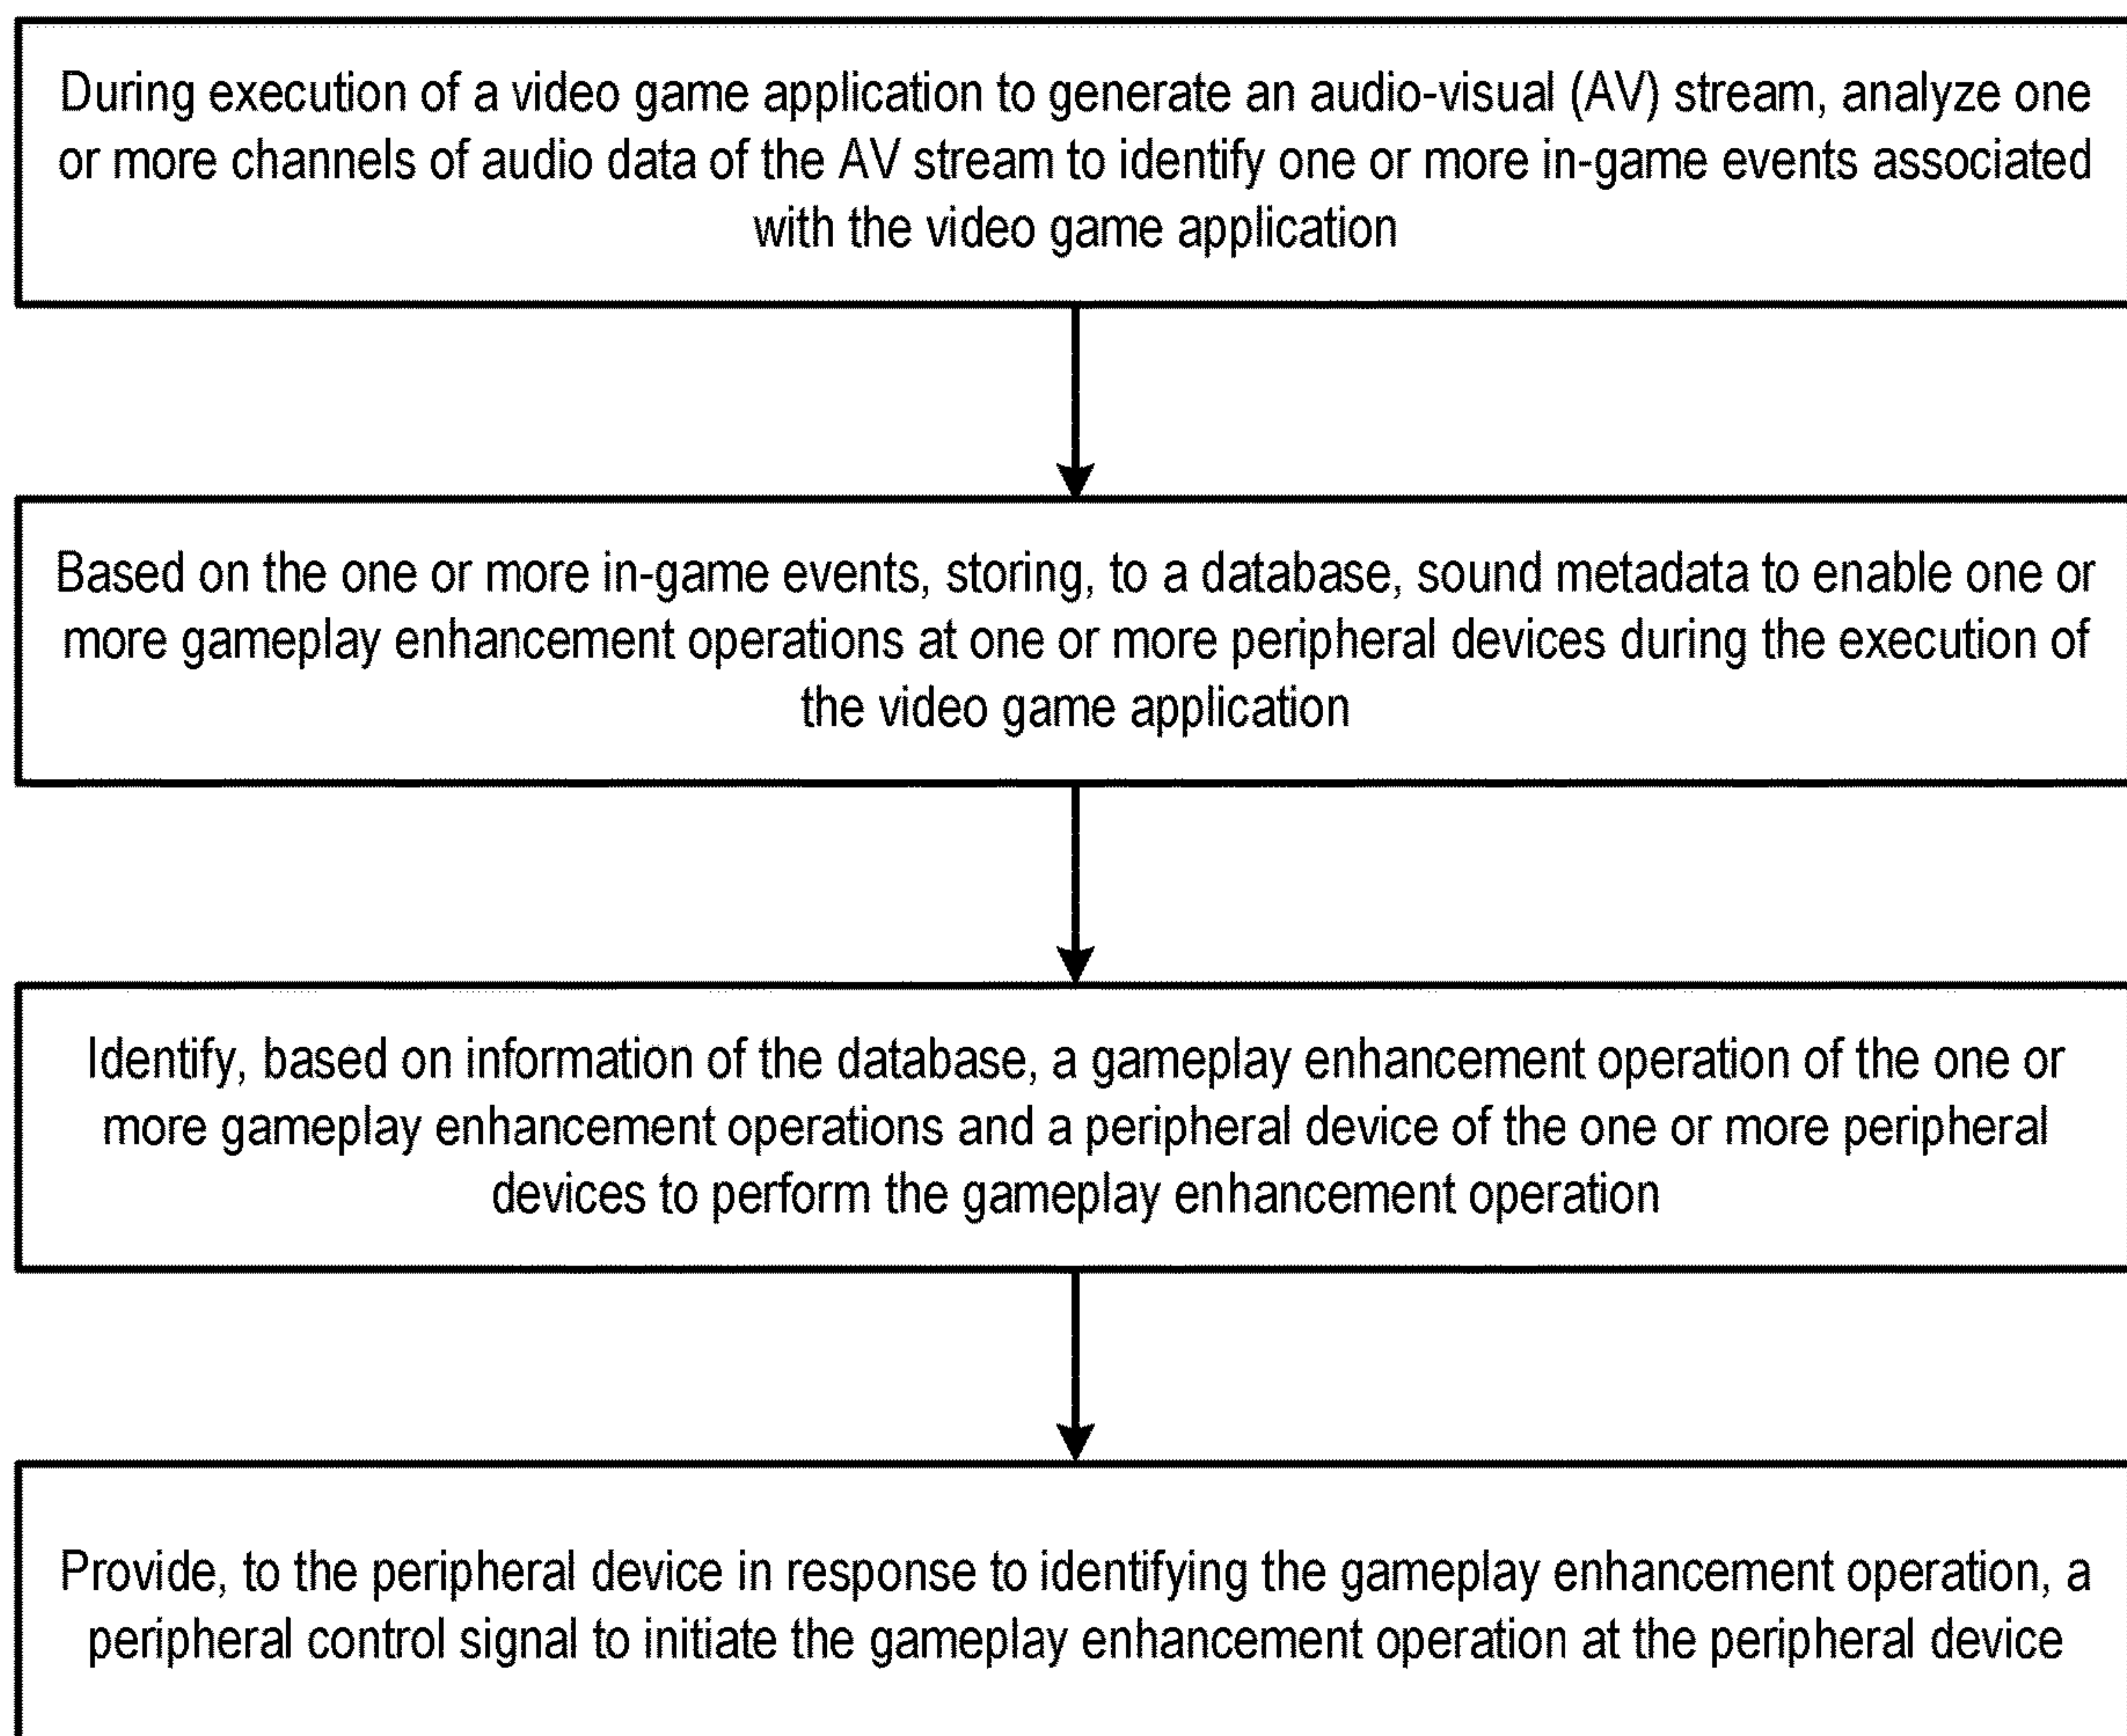 During execution of a video game application to generate an audio-visual (AV) stream, analyze one
or more channels of audio data of the AV stream to identify one or more in-game events associated
with the video game application
Based on the one or more in-game events, storing, to a database, sound metadata to enable one or
more gameplay enhancement operations at one or more peripheral devices during the execution of
the video game application
Identify, based on information of the database, a gameplay enhancement operation of the one or
more gameplay enhancement operations and a peripheral device of the one or more peripheral
devices to perform the gameplay enhancement operation
Provide, to the peripheral device in response to identifying the gameplay enhancement operation, a
peripheral control signal to initiate the gameplay enhancement operation at the peripheral device